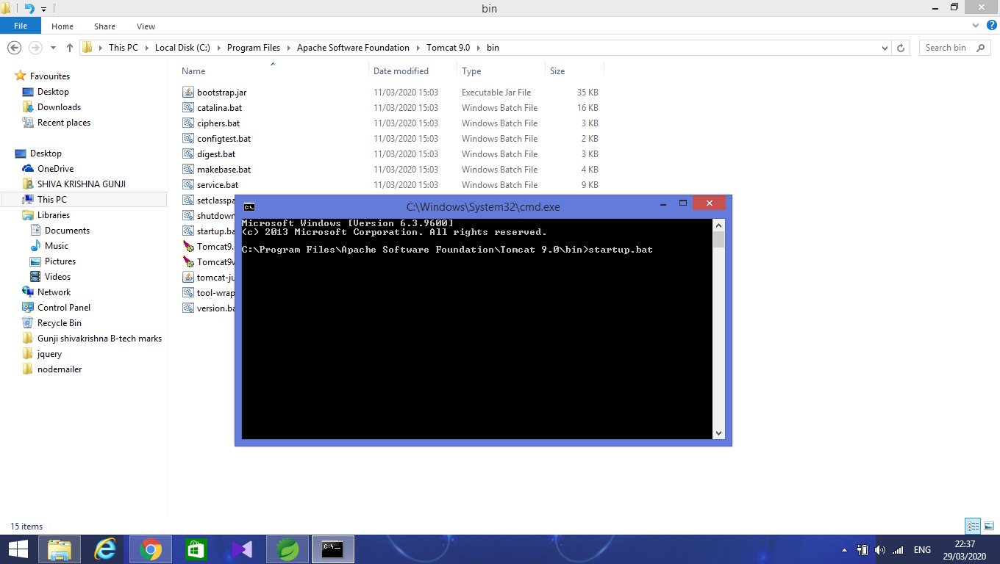 bin
File Home Share View
This PC Local Disk (C:) Program Files Apache Software Foundation Tomcat 9.0 bin Search bin
Favourites
Desktop
Downloads
Recent places
Desktop
OneDrive
SHIVA KRISHNA GUNJI
This PC
Libraries
Documents
Music
Pictures
Videos
Network
Control Panel
Recycle Bin
Gunji shivakrishna B-tech marks
jquery
nodemailer
Name Date modified Type Size
bootstrap.jar 11/03/2020 15:03 Executable Jar File 35 KB
catalina.bat 11/03/2020 15:03 Windows Batch File 16 KB
ciphers.bat 11/03/2020 15:03 Windows Batch File 3 KB
configtest.bat 11/03/2020 15:03 Windows Batch File 2 KB
digest.bat 11/03/2020 15:03 Windows Batch File 3 KB
makebase.bat 11/03/2020 15:03 Windows Batch File 4 KB
service.bat 11/03/2020 15:03 Windows Batch File 9 KB
setclasspa
shutdown
startup.ba
Tomcat9.
Tomcat9w
tomcat-ju
tool-wrap
version.ba
C:\Windows\System32\cmd.exe
Microsoft Windows [Version 6.3.9600]
(c) 2013 Microsoft Corporation. All rights reserved.
C:\Program Files\Apache Software Foundation\Tomcat 9.0\bin>startup.bat
15 items
ENG
22:37
29/03/2020